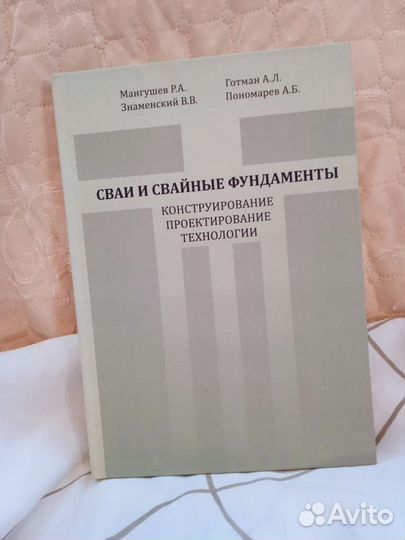 Мангушев Р.А.
Знаменский В.В.
Готман А.Л.
Пономарев А.Б.
СВАИ И СВАЙНЫЕ ФУНДАМЕНТЫ
КОНСТРУИРОВАНИЕ
ПРОЕКТИРОВАНИЕ
ТЕХНОЛОГИИ
Avito